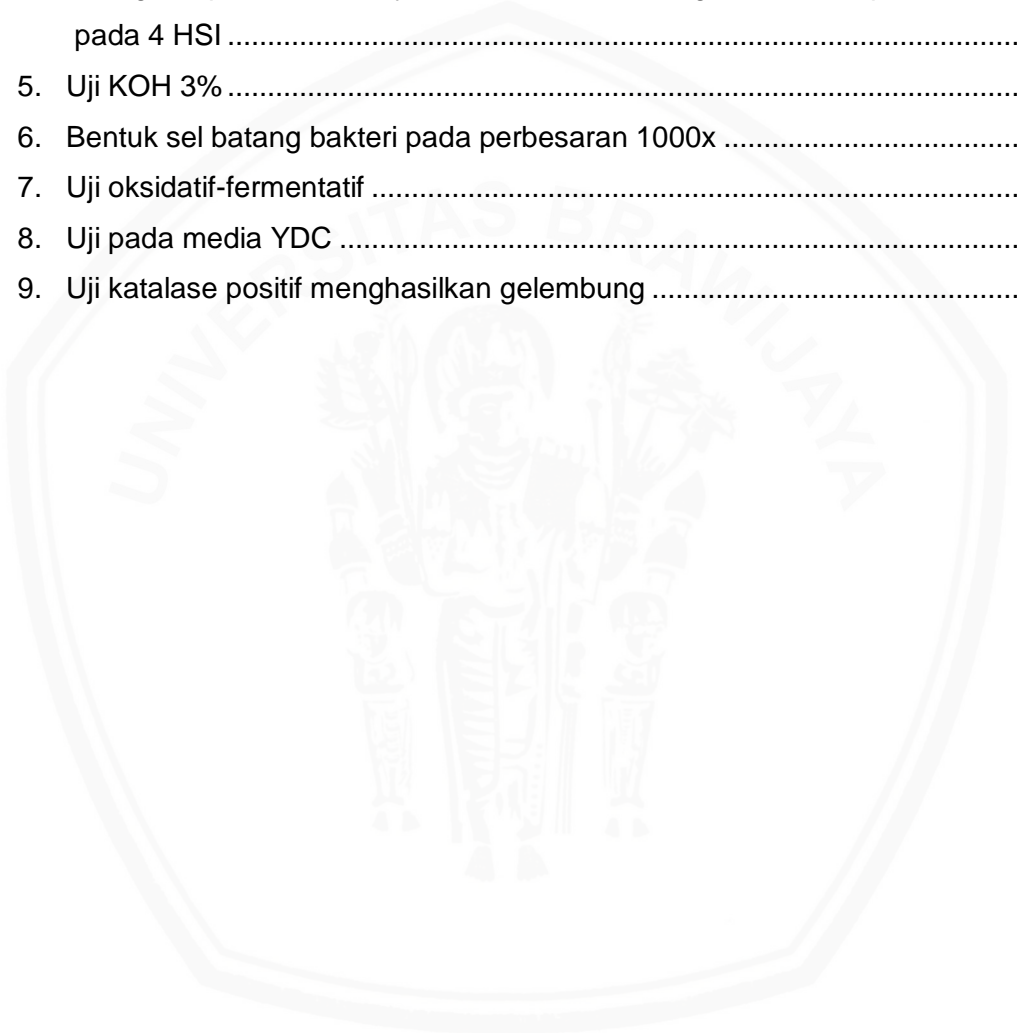 pada 4 HSI ....................................................................................................
5. Uji KOH 3% ....................................................................................................
6. Bentuk sel batang bakteri pada perbesaran 1000x .....................................
7. Uji oksidatif-fermentatif .................................................................................
8. Uji pada media YDC .....................................................................................
9. Uji katalase positif menghasilkan gelembung ..............................................
UNIVERSITAS BRAWIJAYA